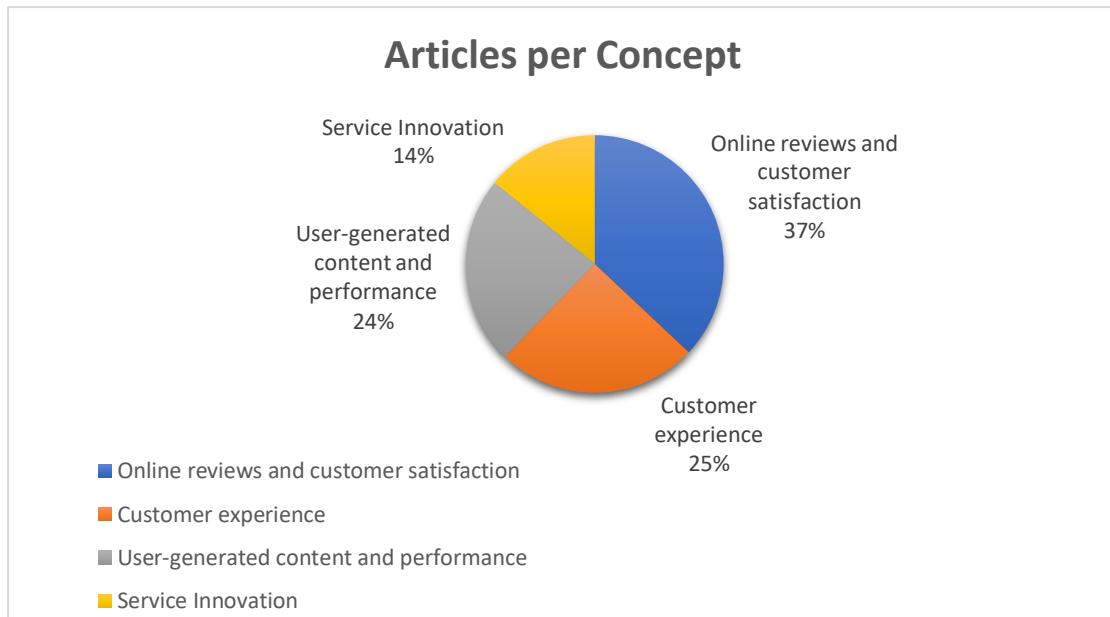 Articles per Concept
Service Innovation
14%
Online reviews and
customer
satisfaction
37%
User-generated
content and
performance
24%
Customer
experience
25%
Online reviews and customer satisfaction
Customer experience
User-generated content and performance
Service Innovation